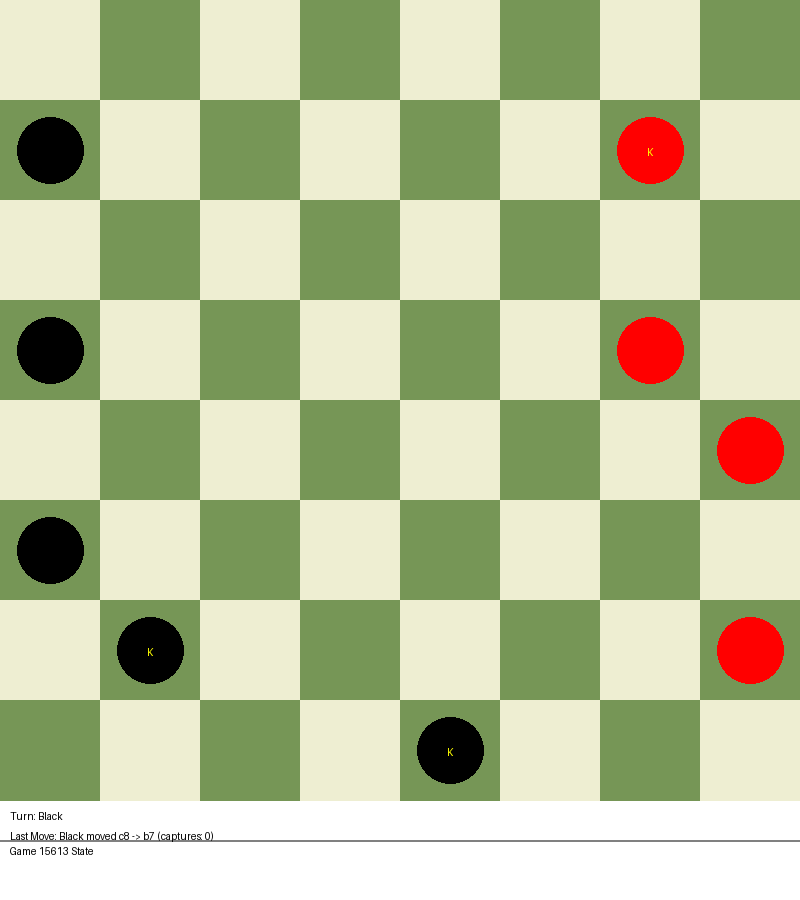 K
K
K
Turn: Black
Last Move: Black moved c8 -> b7 (captures: 0)
Game 15613 State